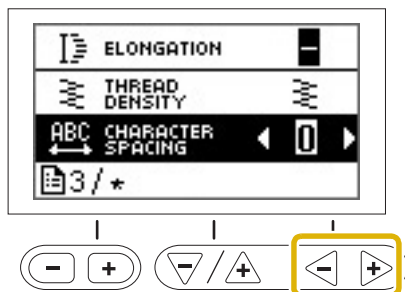 ELONGATION –
THREAD
DENSITY
ABC CHARACTER
SPACING 0
3/*
– + / + +